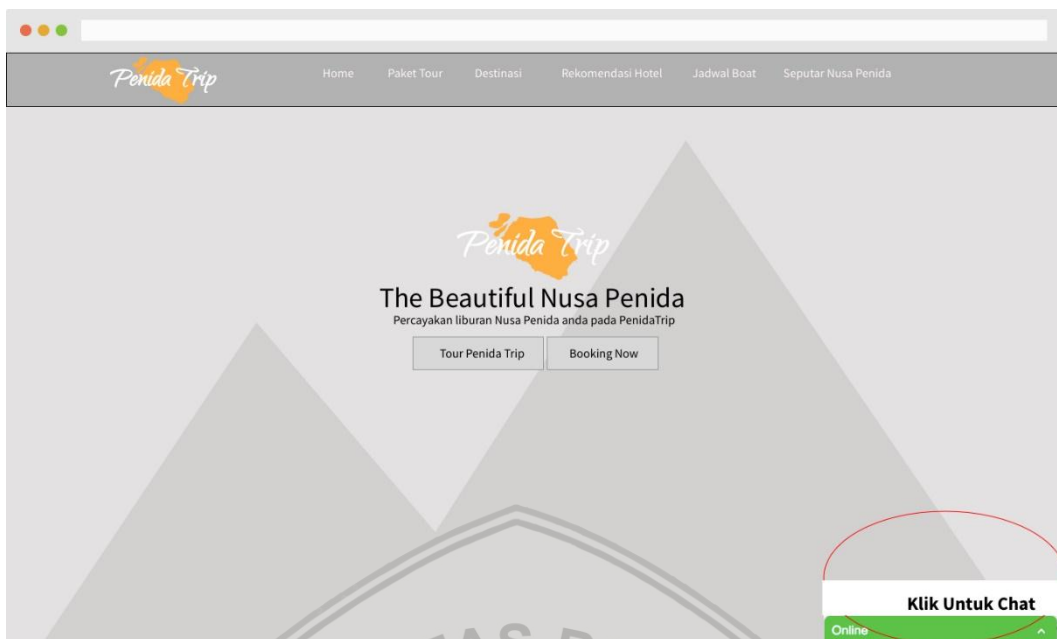 Penida Trip
Home Paket Tour Destinasi Rekomendasi Hotel Jadwal Boat Seputar Nusa Penida
Penida Trip
The Beautiful Nusa Penida
Percayakan liburan Nusa Penida anda pada PenidaTrip
Tour Penida Trip Booking Now
Klik Untuk Chat
Online